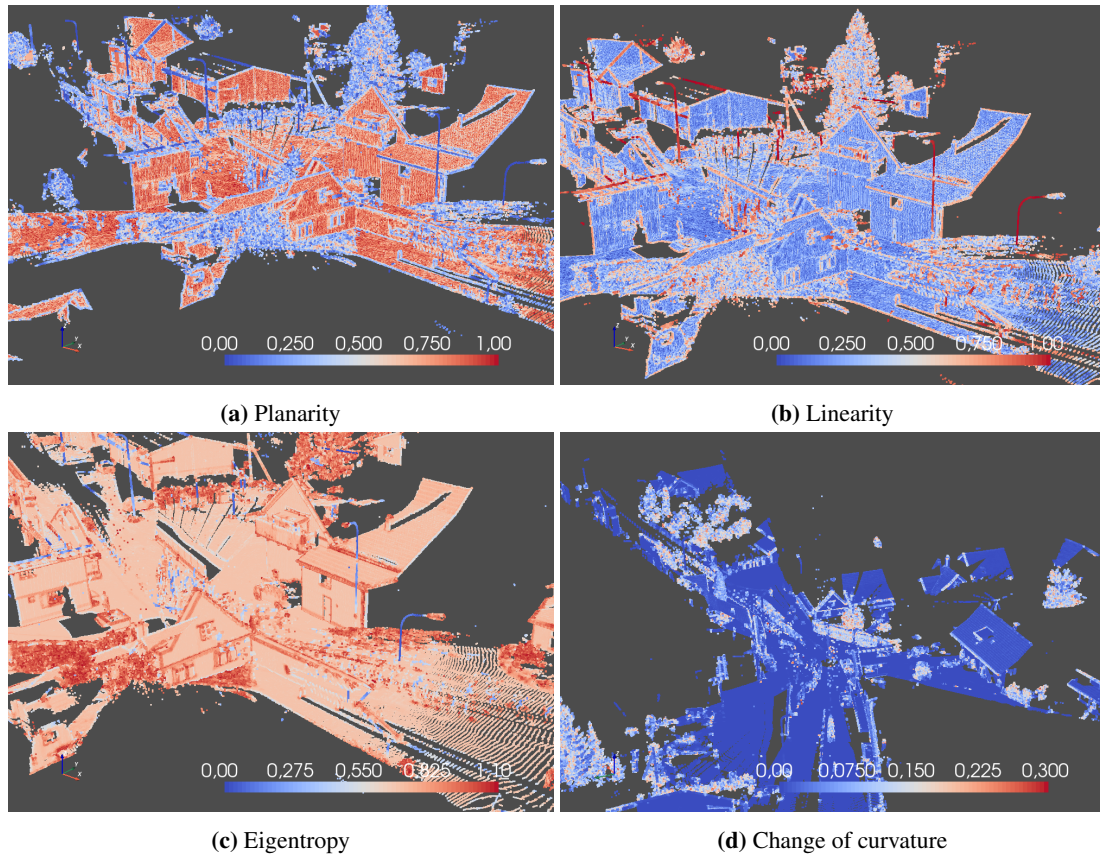 0,00 0,250 0,500 0,750 1,00
0,00 0,250 0,500 0,750 1,00
(a) Planarity
(b) Linearity
0,00 0,275 0,550 0,825 1,10
0,00 0,0750 0,150 0,225 0,300
(c) Eigentropy
(d) Change of curvature